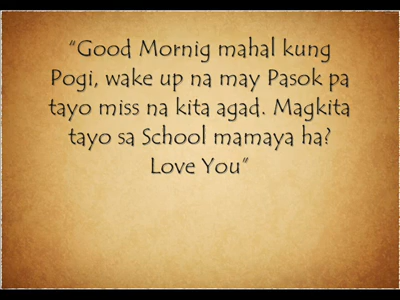 “Good Mornig mahal kung
Pogi, wake up na may Pasok pa
tayo miss na kita agad. Magkita
tayo sa School mamaya ha?
Love You”